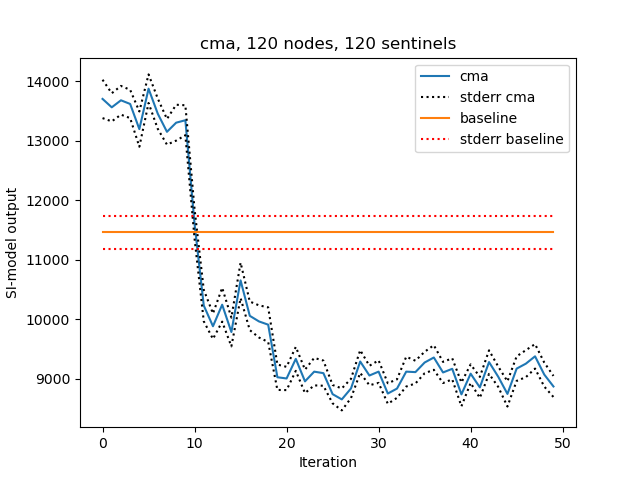 cma, 120 nodes, 120 sentinels
14000
13000
12000
11000
10000
9000
SI-model output
cma
stderr cma
baseline
stderr baseline
0
10
20
30
40
50
Iteration